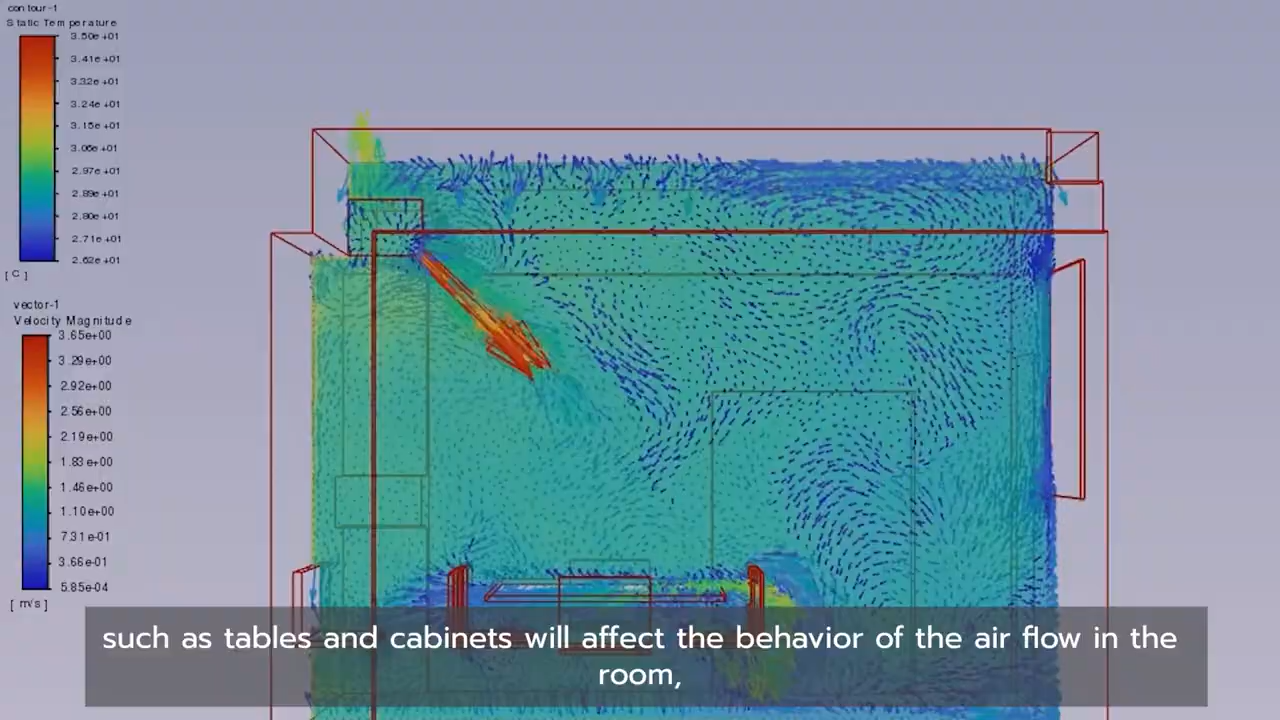 contour-1
Static Temperature
3.50e+01
3.41e+01
3.32e+01
3.24e+01
3.15e+01
3.06e+01
2.97e+01
2.89e+01
2.80e+01
2.71e+01
2.62e+01
[ C ]
vector-1
Velocity Magnitude
3.65e+00
3.29e+00
2.92e+00
2.56e+00
2.19e+00
1.83e+00
1.46e+00
1.10e+00
7.31e-01
3.66e-01
5.85e-04
[ m/s ]
such as tables and cabinets will affect the behavior of the air flow in the
room,